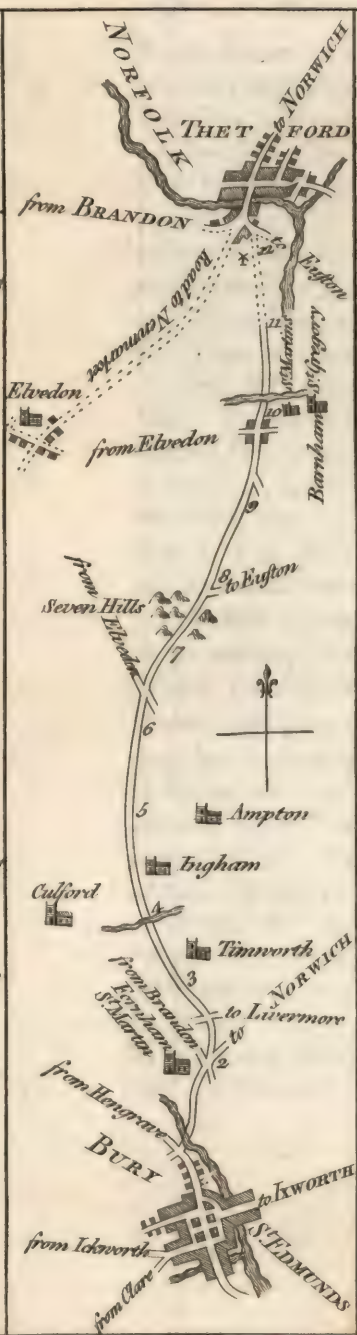 NORFOLK
to NORWICH
THETFORD
from BRANDON
to Euston
12
Road to Newmarket
11
St Martins
St Gregory
Barnham
Elvedon
10
from Elvedon
9
8
to Euston
from Elvedon
Seven Hills
7
6
5
Ampton
Ingham
Culford
4
Timworth
3
from Brandon
to Livermore
to NORWICH
Fornham
St Martin
2
from Hengrave
BURY
to IXWORTH
from Ickworth
St EDMUNDS
from Clare